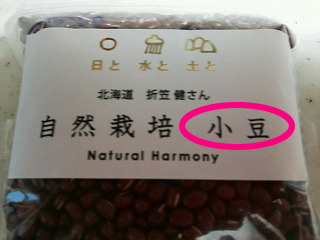 日と 水と 土と
北海道 折笠 健さん
自然栽培 小豆
Natural Harmony